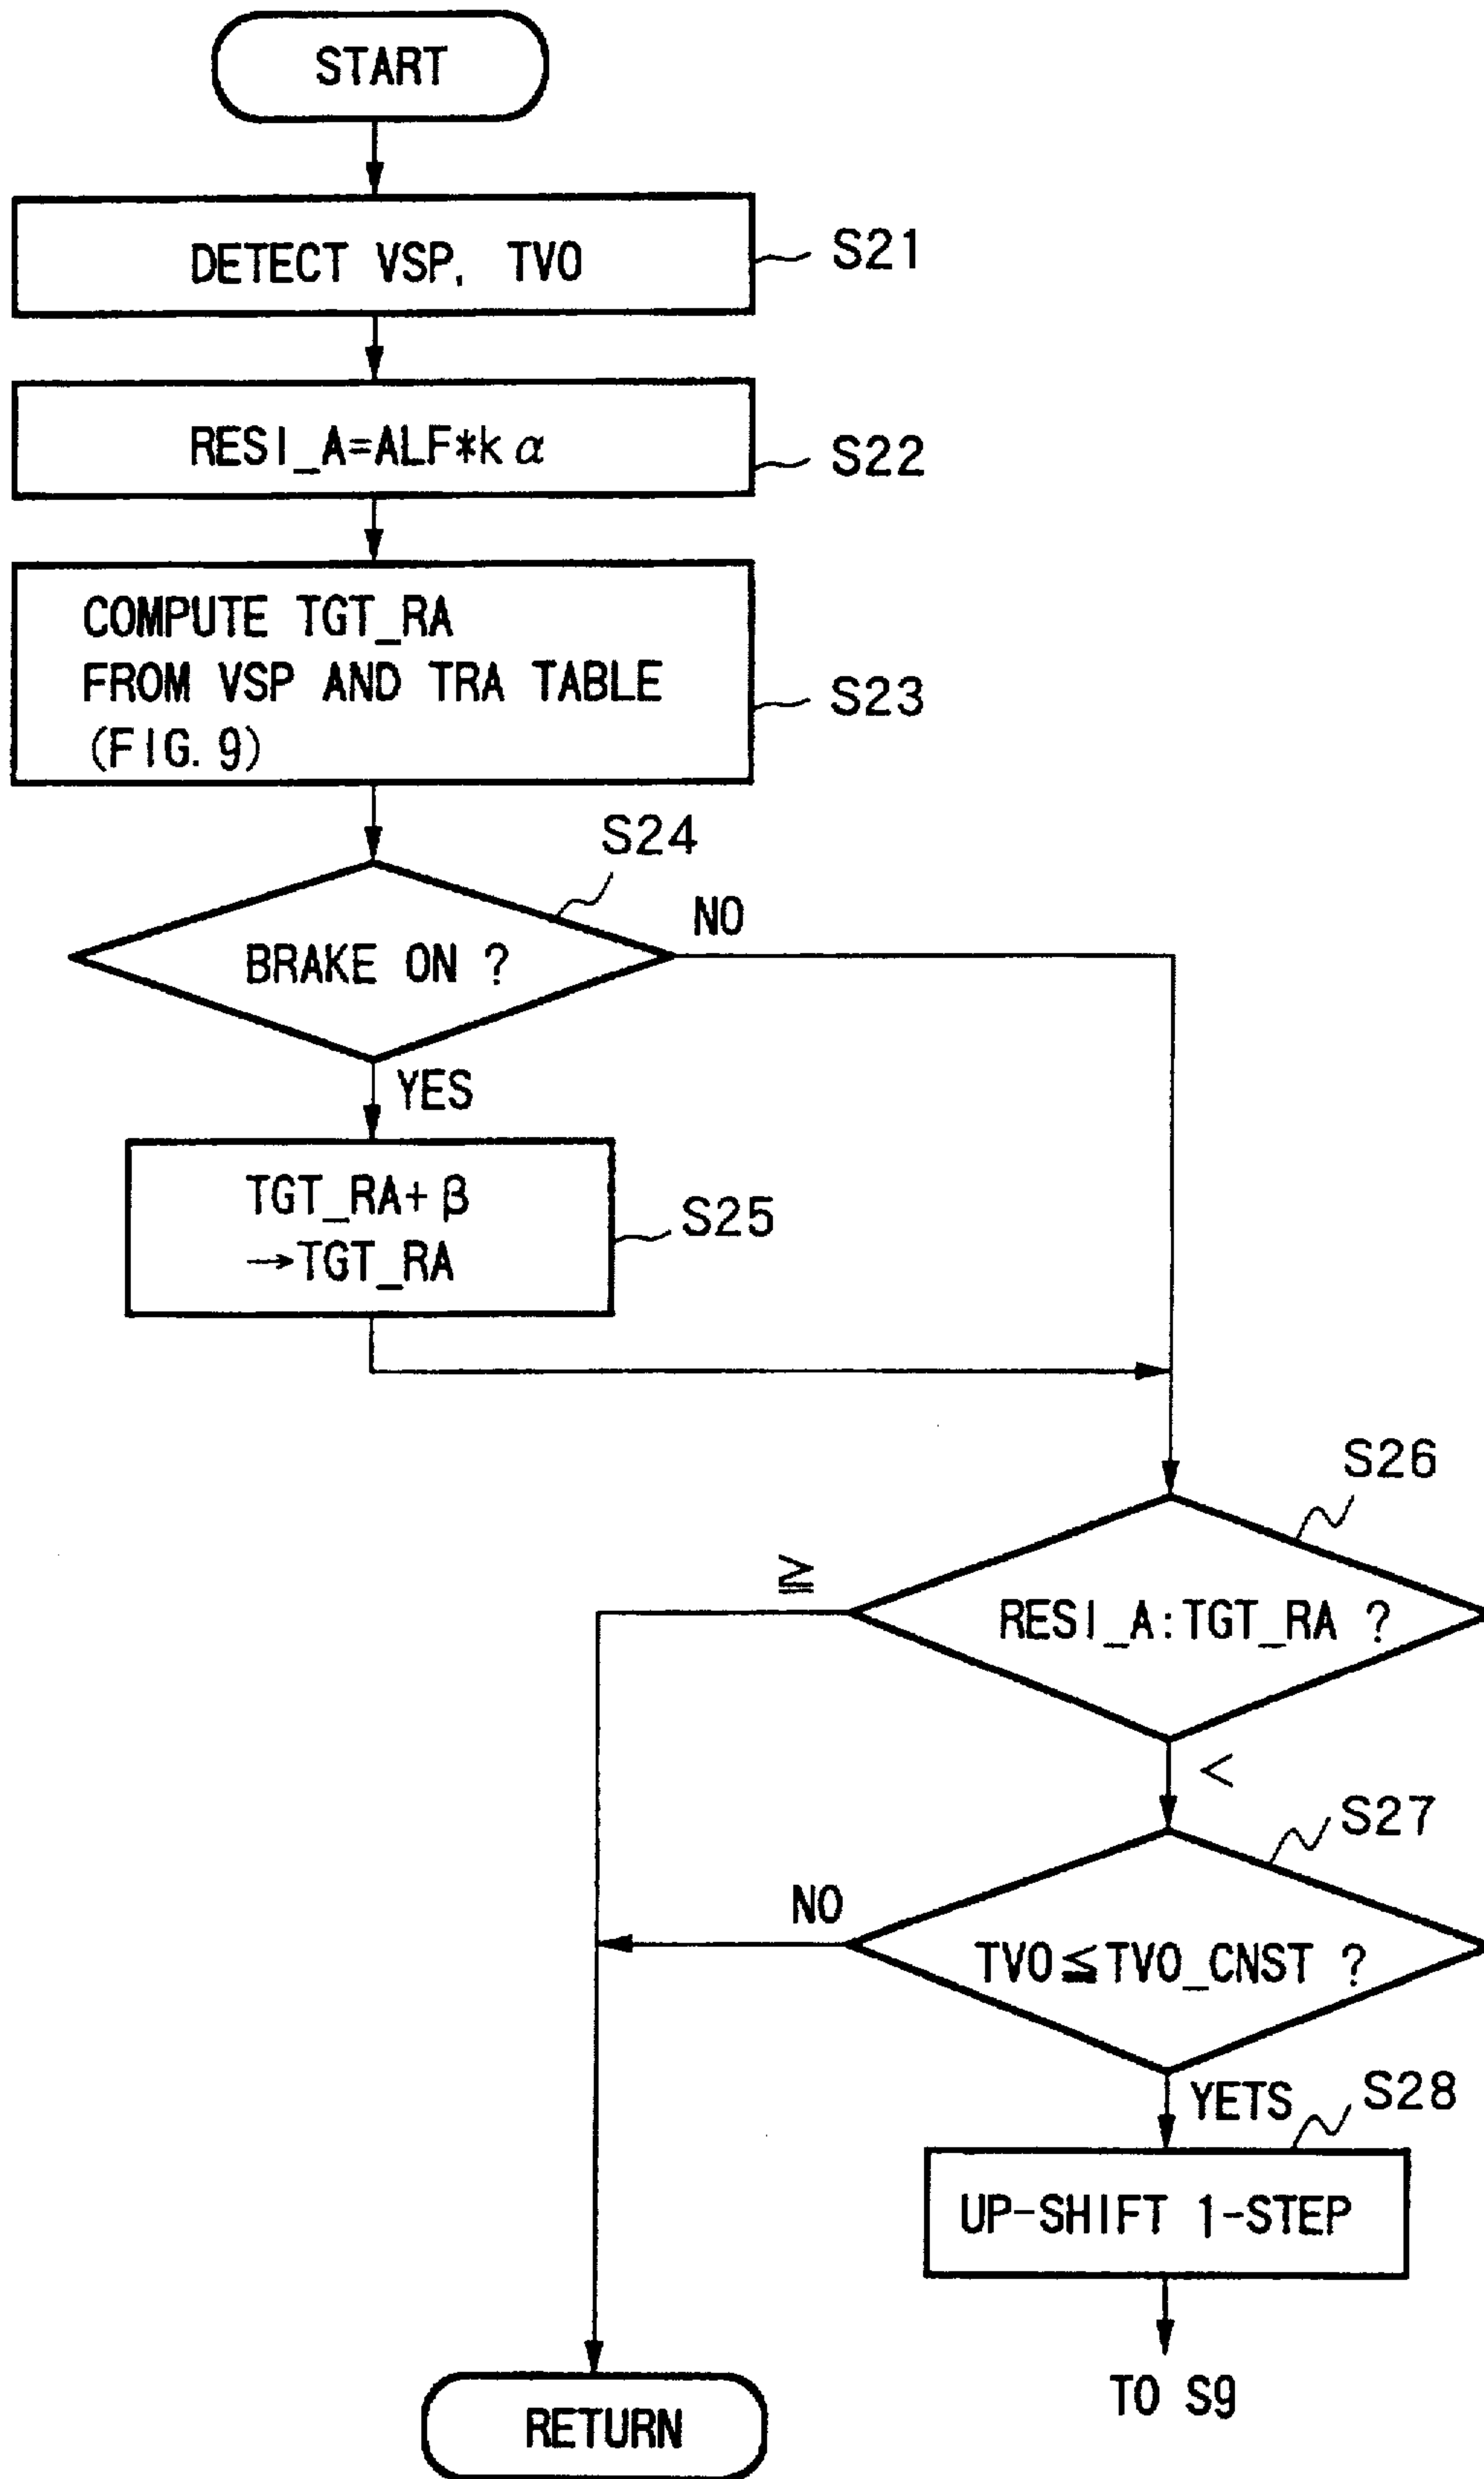 START
DETECT VSP, TVO
S21
RESI_A=ALF*kα
S22
COMPUTE TGT_RA
FROM VSP AND TRA TABLE
(FIG. 9)
S23
S24
BRAKE ON ?
NO
YES
TGT_RA+β
→TGT_RA
S25
S26
≧
RESI_A:TGT_RA ?
<
S27
NO
TVO≦TVO_CNST ?
YETS
S28
UP-SHIFT 1-STEP
TO S9
RETURN